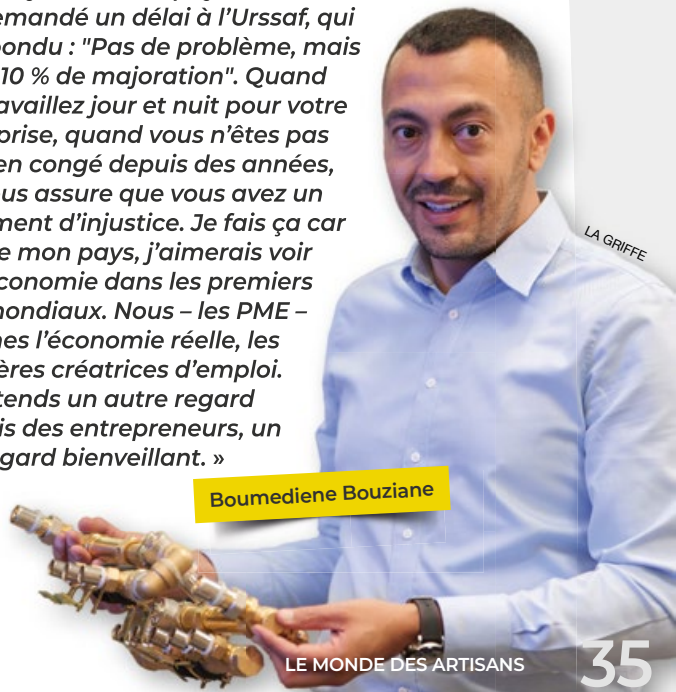 emandé un délai à l’Urssaf, qui
pondu : "Pas de problème, mais
10 % de majoration". Quand
availlez jour et nuit pour votre
prise, quand vous n’êtes pas
en congé depuis des années,
us assure que vous avez un
ment d’injustice. Je fais ça car
e mon pays, j’aimerais voir
conomie dans les premiers
nondiaux. Nous – les PME –
nes l’économie réelle, les
ères créatrices d’emploi.
tends un autre regard
is des entrepreneurs, un
gard bienveillant. »
LA GRIFFE
Boumediene Bouziane
LE MONDE DES ARTISANS
35